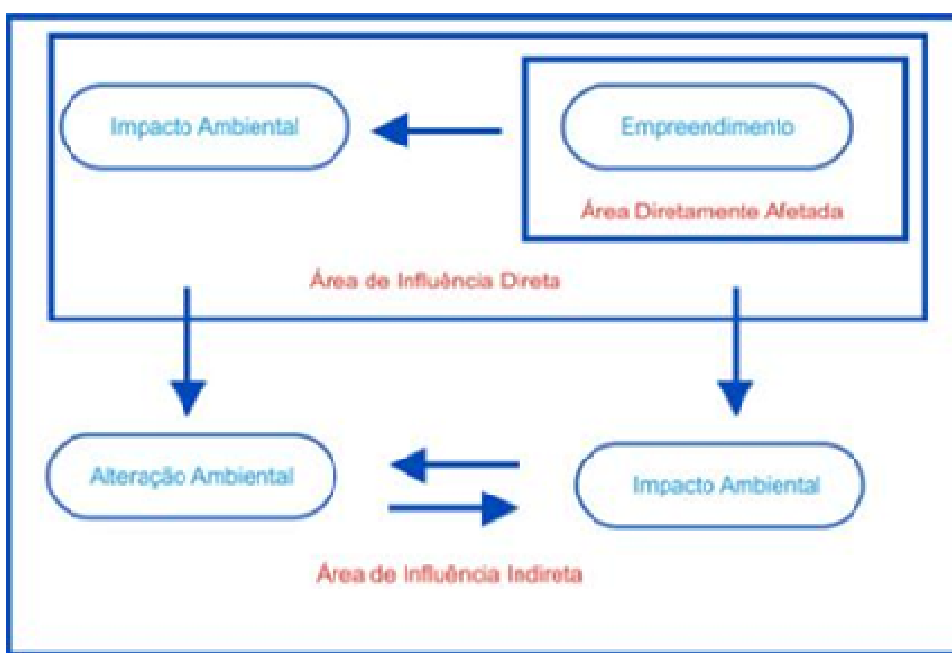 Impacto Ambiental
Empreendimento
Área Diretamente Afetada
Área de Influência Direta
Alteração Ambiental
Impacto Ambiental
Área de Influência Indireta